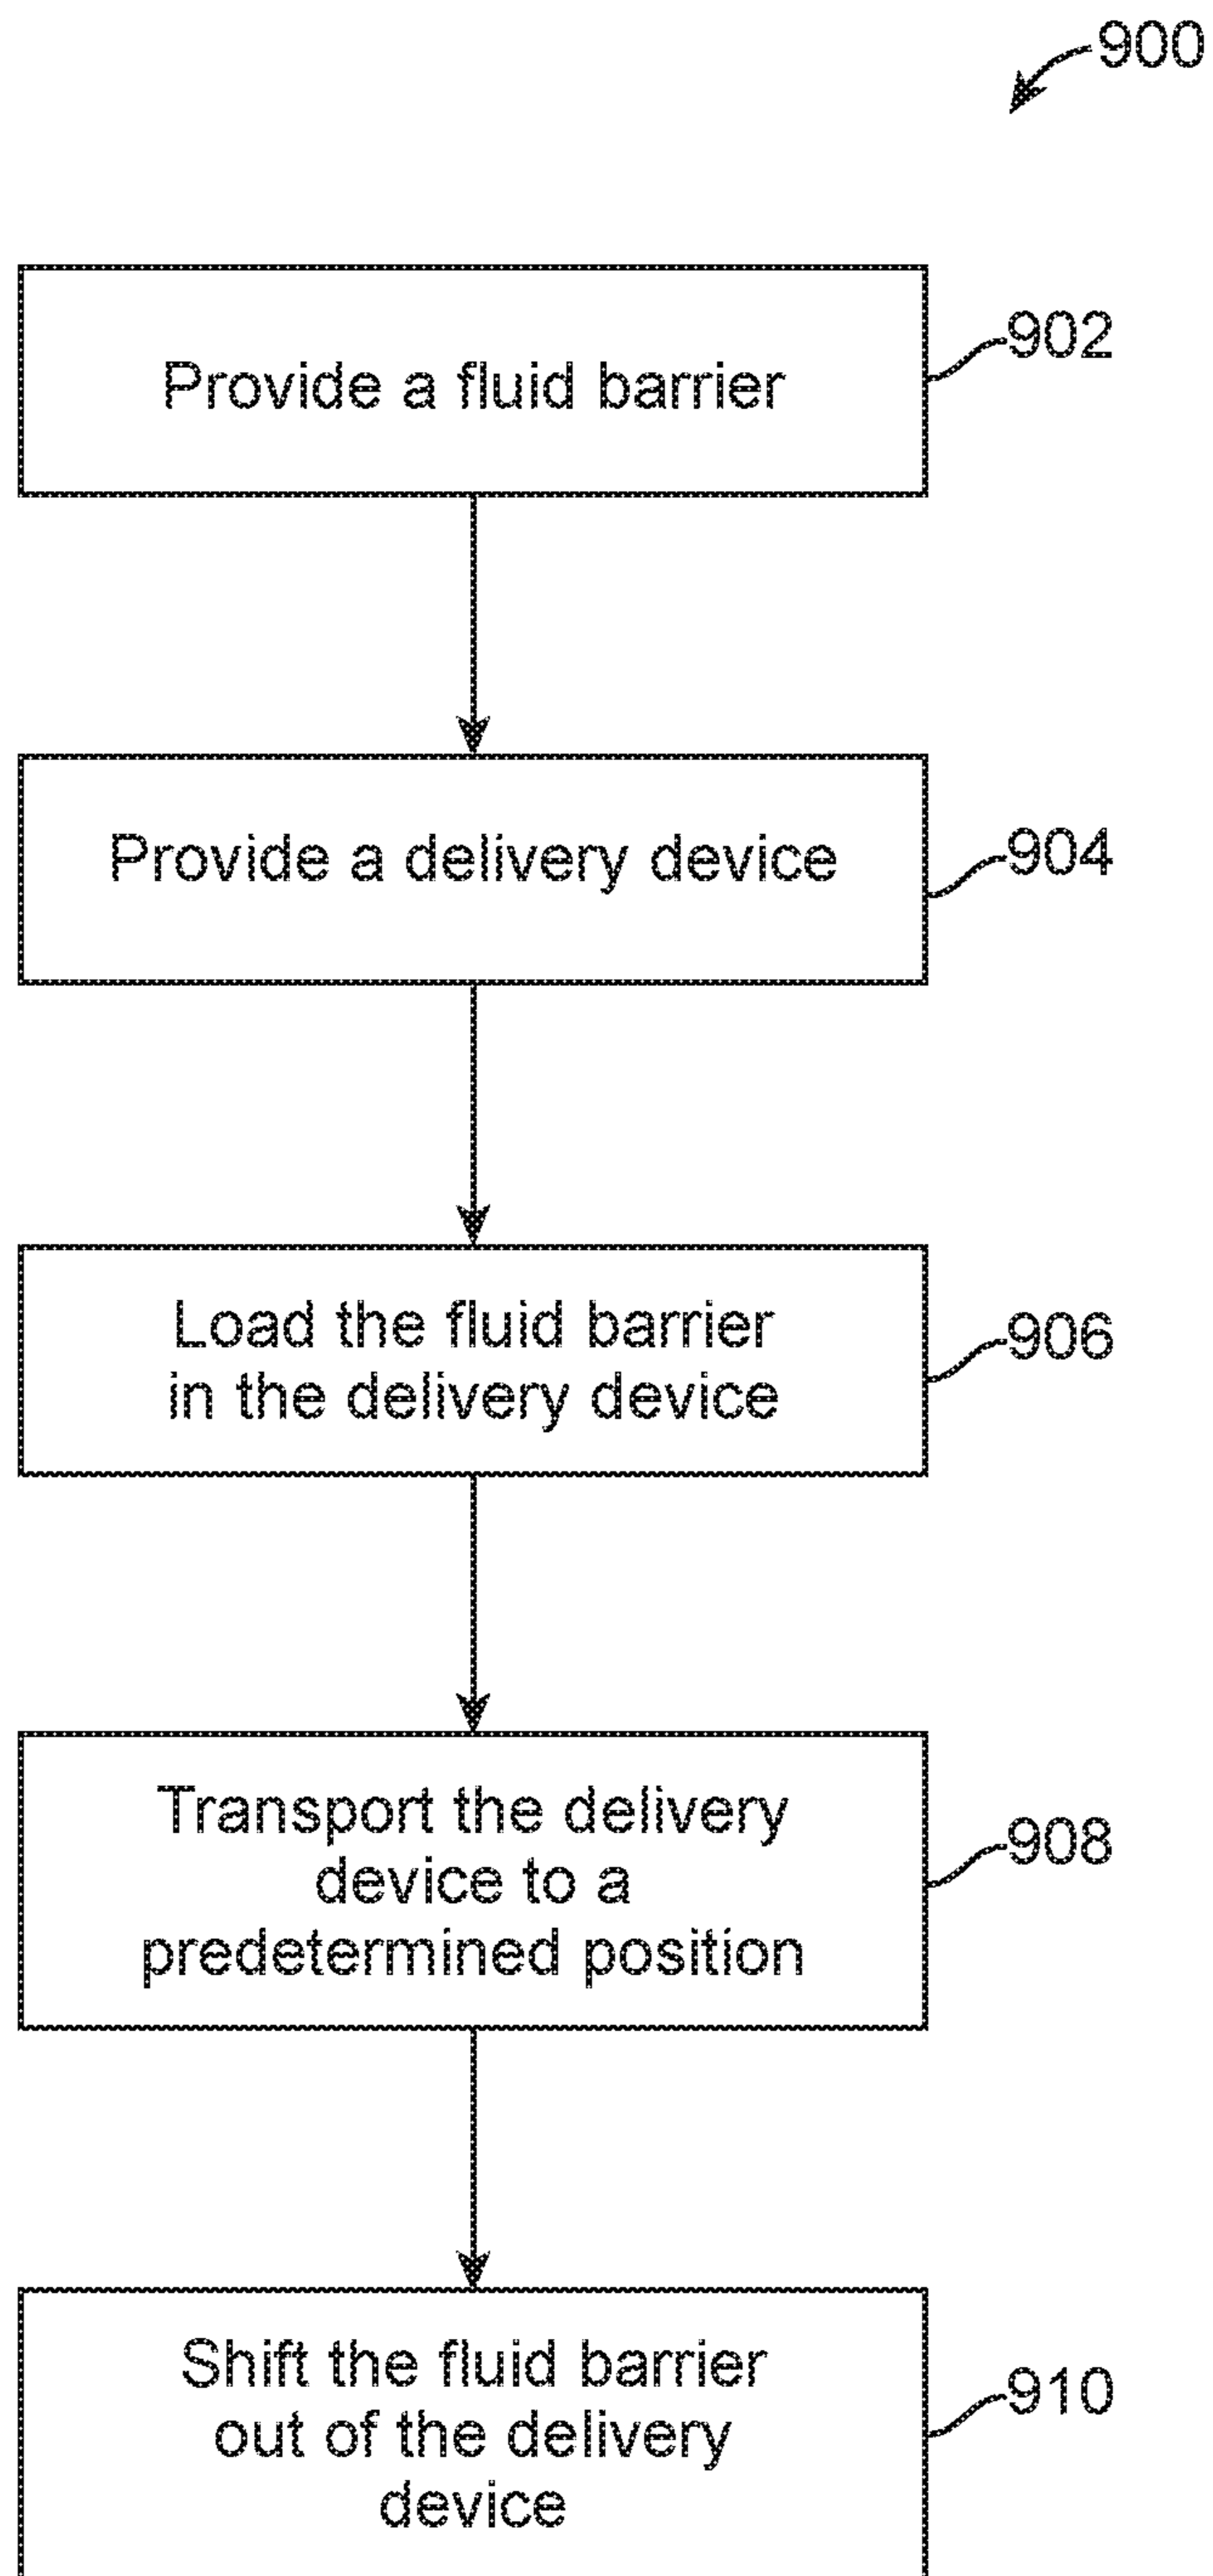 900
Provide a fluid barrier
902
Provide a delivery device
904
Load the fluid barrier
in the delivery device
906
Transport the delivery
device to a
predetermined position
908
Shift the fluid barrier
out of the delivery
device
910